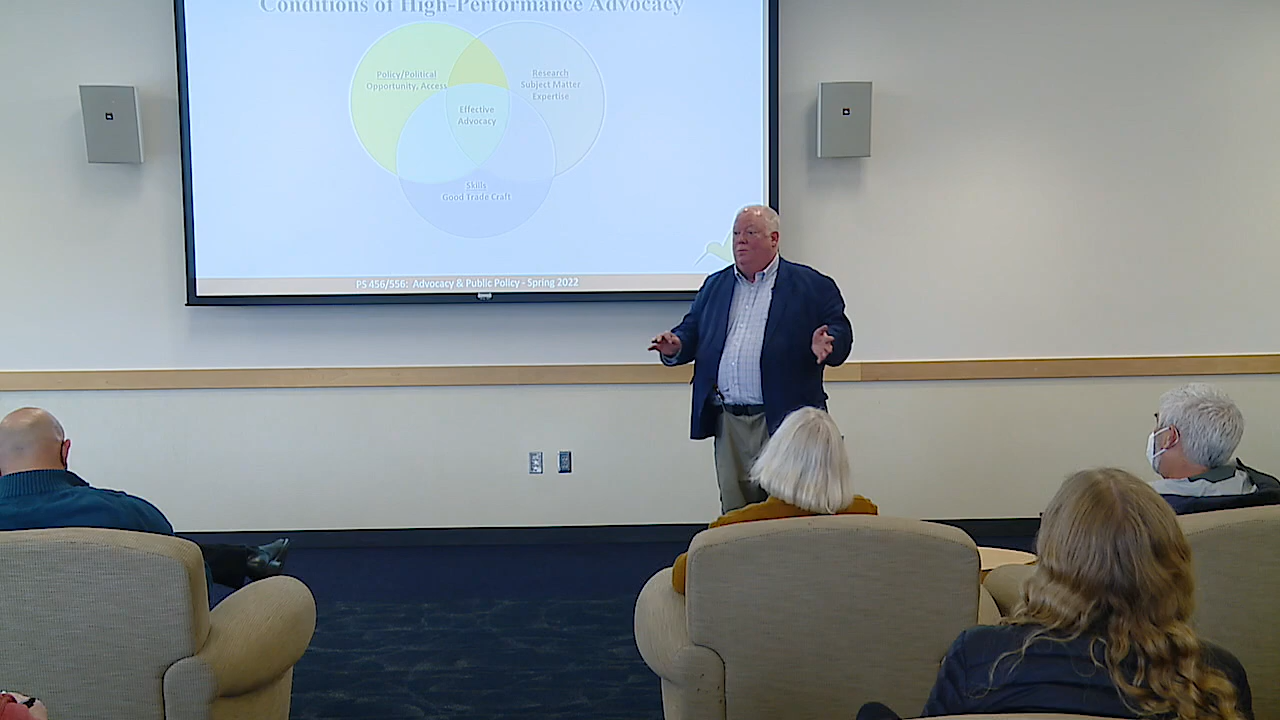 Conditions of High-Performance Advocacy
Policy/Political
Opportunity, Access
Research
Subject Matter
Expertise
Effective
Advocacy
Skills
Good Trade Craft
PS 456/556: Advocacy & Public Policy - Spring 2022